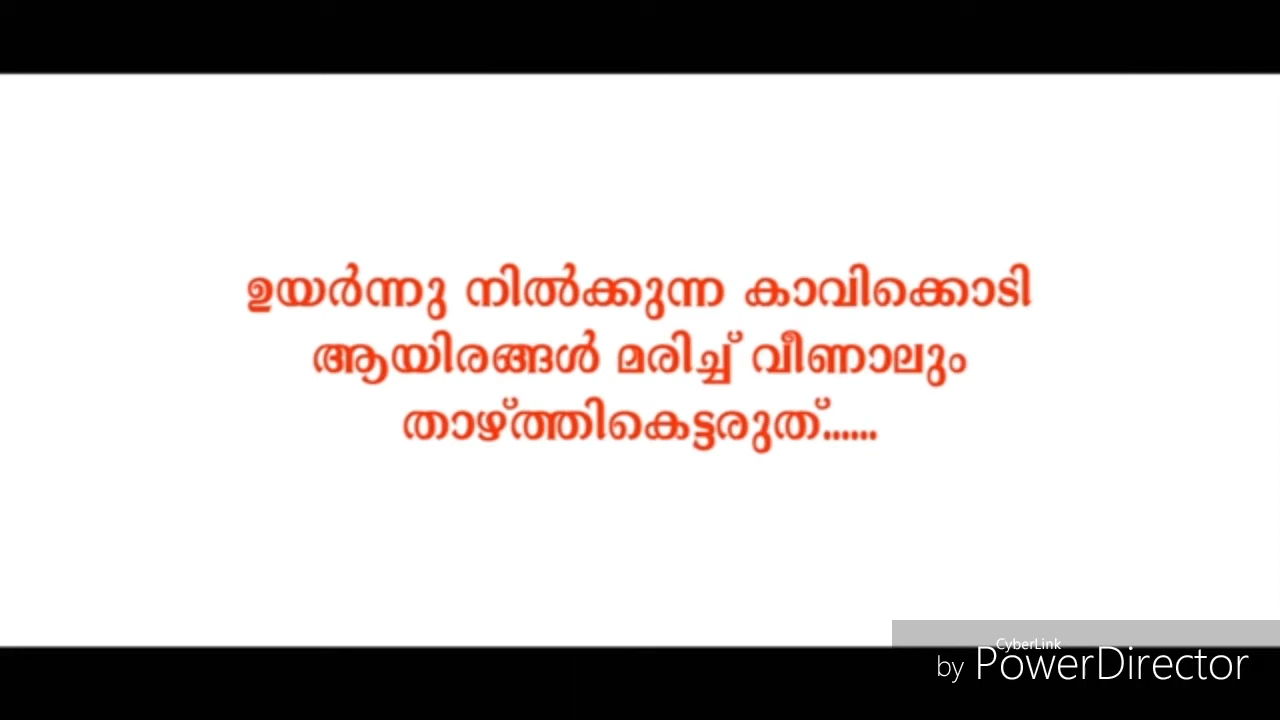 ഉയർന്നു നിൽക്കുന്ന കാവിക്കൊടി
ആയിരങ്ങൾ മരിച്ച് വീണാലും
താഴ്ത്തികെട്ടരുത്......
CyberLink
by PowerDirector